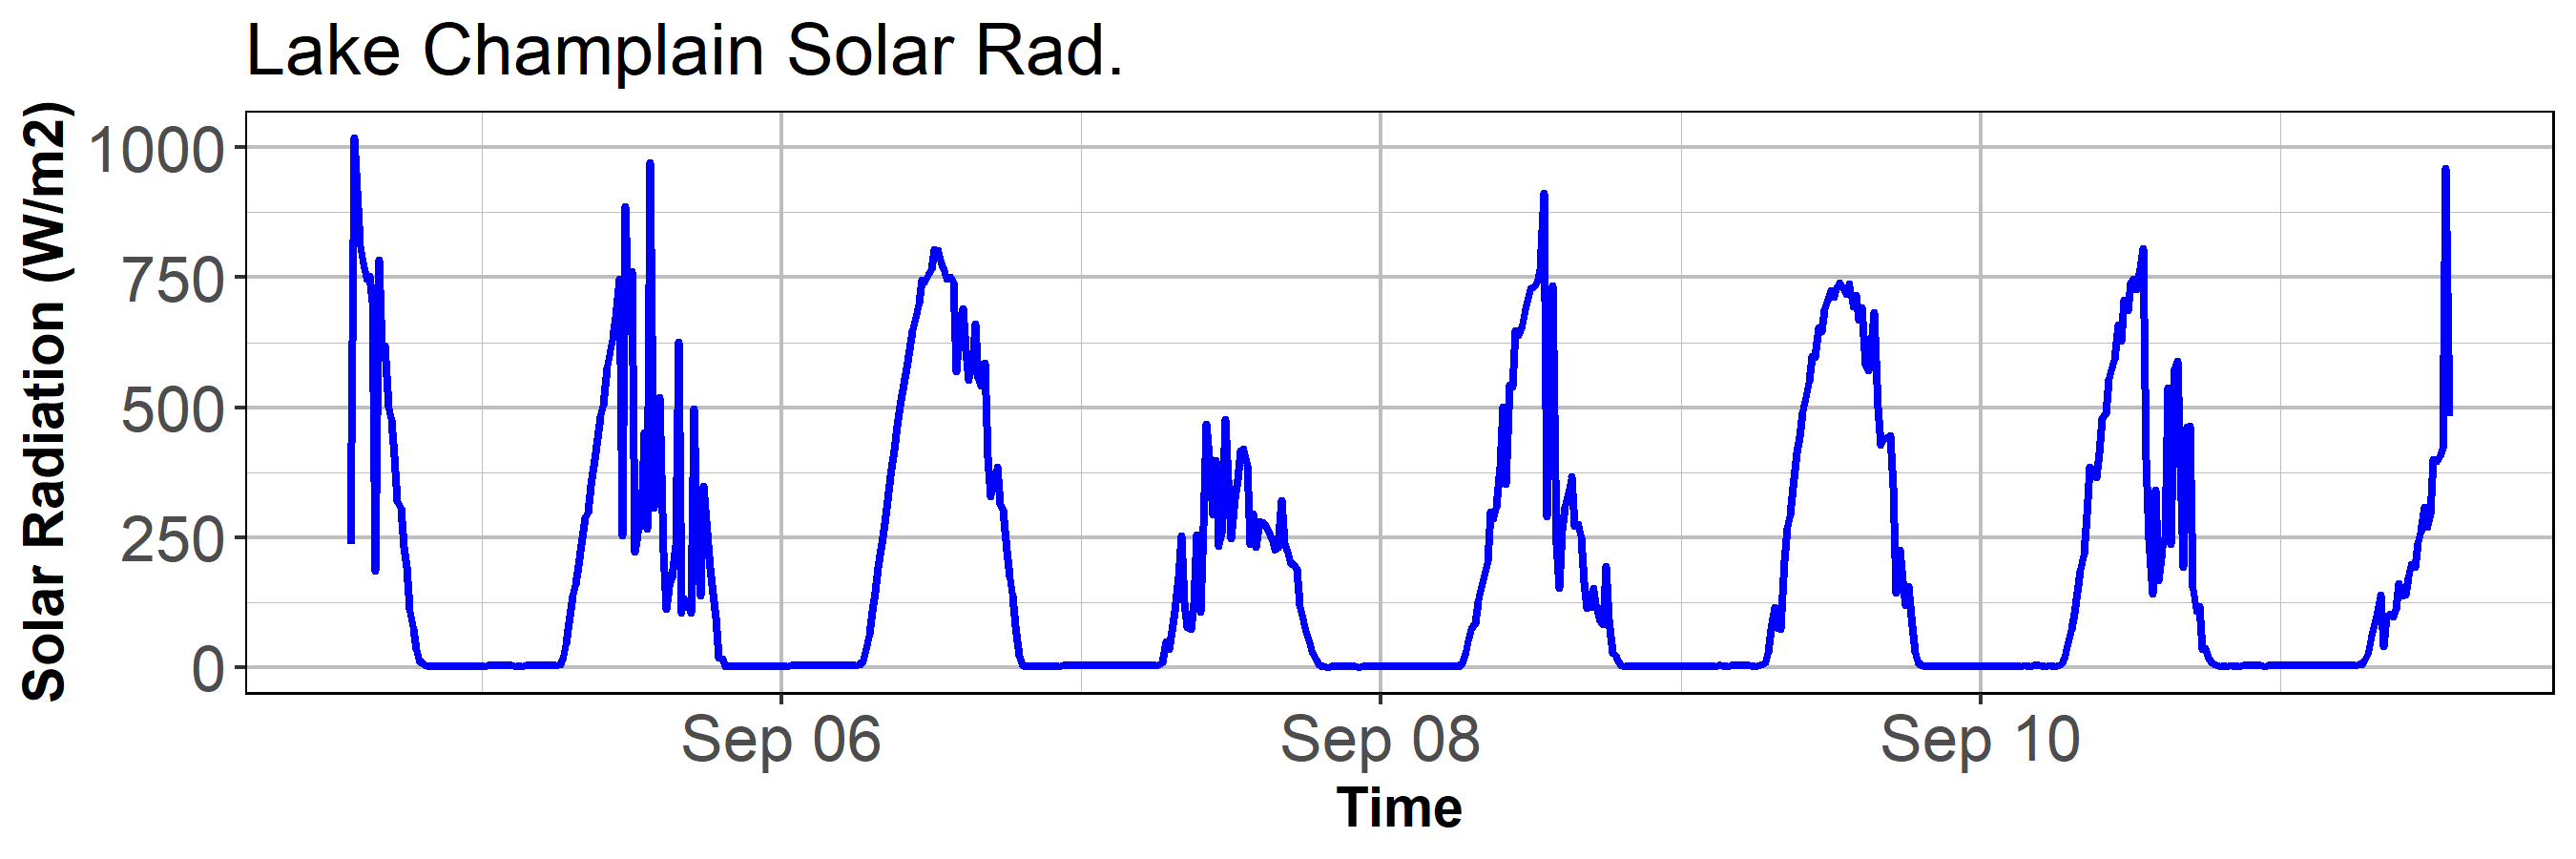 Lake Champlain Solar Rad.
Solar Radiation (W/m2)
1000
750
500
250
0
Sep 06 Sep 08 Sep 10
Time